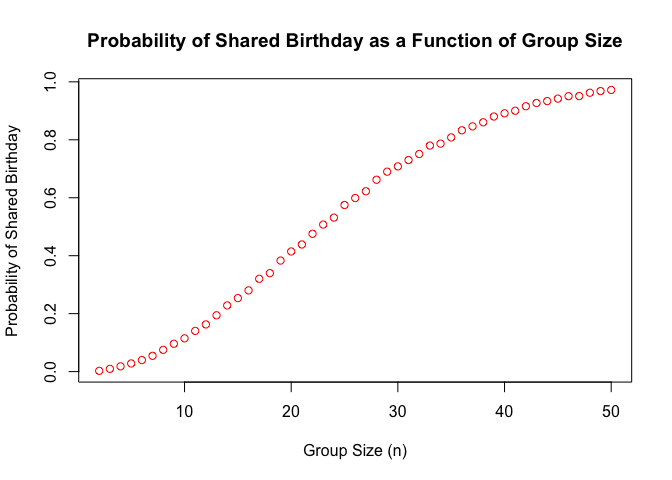 Probability of Shared Birthday as a Function of Group Size
Probability of Shared Birthday
1.0
0.8
0.6
0.4
0.2
0.0
10 20 30 40 50
Group Size (n)